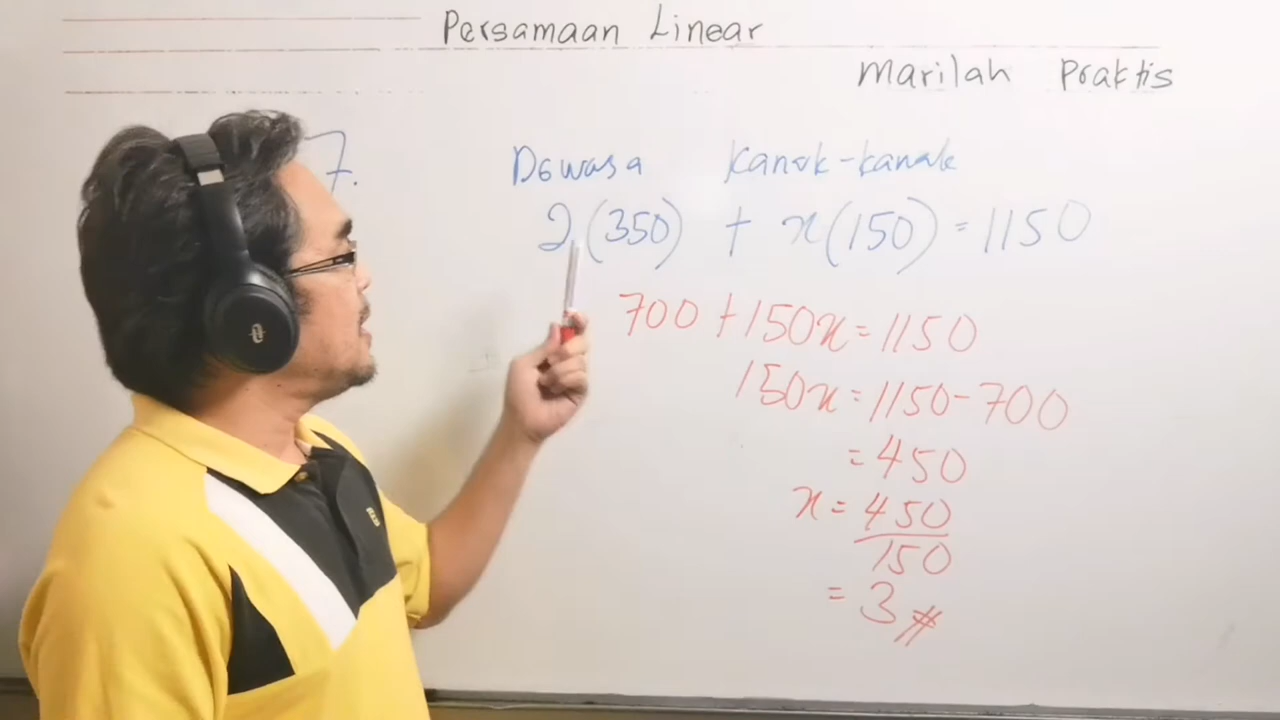 Persamaan Linear
Marilah Praktis
7.
Dewasa Kanak-kanak
2(350) + x(150) = 1150
700 + 150x = 1150
150x = 1150 - 700
= 450
x = 450
150
= 3 #